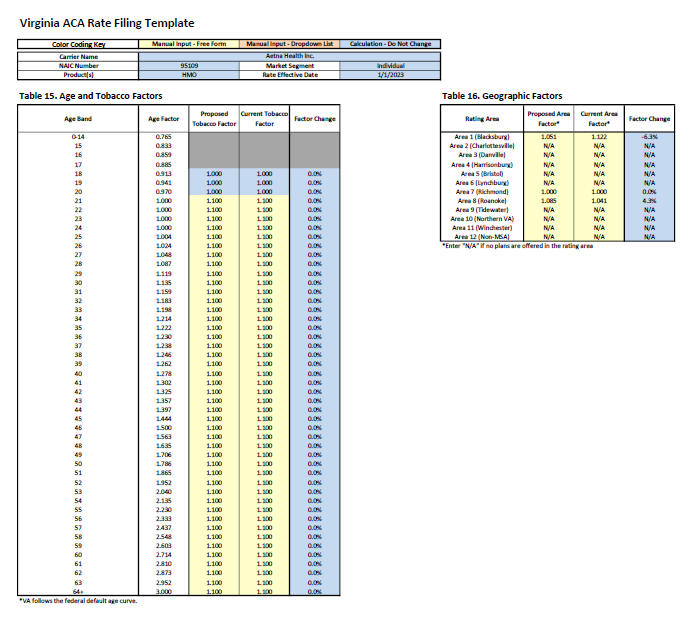 Virginia ACA Rate Filing Template
Color Coding Key Manual Input - Free Form Manual Input - Dropdown List Calculation - Do Not Change
Carrier Name Aetna Health Inc.
NAIC Number 95109 Market Segment Individual
Product(s) HMO Rate Effective Date 1/1/2023
Table 15. Age and Tobacco Factors
Age Band Age Factor Proposed Tobacco Factor Current Tobacco Factor Factor Change
0-14 0.765
15 0.833
16 0.859
17 0.885
18 0.913 1.000 1.000 0.0%
19 0.941 1.000 1.000 0.0%
20 0.970 1.000 1.000 0.0%
21 1.000 1.100 1.100 0.0%
22 1.000 1.100 1.100 0.0%
23 1.000 1.100 1.100 0.0%
24 1.000 1.100 1.100 0.0%
25 1.004 1.100 1.100 0.0%
26 1.024 1.100 1.100 0.0%
27 1.048 1.100 1.100 0.0%
28 1.087 1.100 1.100 0.0%
29 1.119 1.100 1.100 0.0%
30 1.135 1.100 1.100 0.0%
31 1.159 1.100 1.100 0.0%
32 1.183 1.100 1.100 0.0%
33 1.198 1.100 1.100 0.0%
34 1.214 1.100 1.100 0.0%
35 1.222 1.100 1.100 0.0%
36 1.230 1.100 1.100 0.0%
37 1.238 1.100 1.100 0.0%
38 1.246 1.100 1.100 0.0%
39 1.262 1.100 1.100 0.0%
40 1.278 1.100 1.100 0.0%
41 1.302 1.100 1.100 0.0%
42 1.325 1.100 1.100 0.0%
43 1.357 1.100 1.100 0.0%
44 1.397 1.100 1.100 0.0%
45 1.444 1.100 1.100 0.0%
46 1.500 1.100 1.100 0.0%
47 1.563 1.100 1.100 0.0%
48 1.635 1.100 1.100 0.0%
49 1.706 1.100 1.100 0.0%
50 1.786 1.100 1.100 0.0%
51 1.865 1.100 1.100 0.0%
52 1.952 1.100 1.100 0.0%
53 2.040 1.100 1.100 0.0%
54 2.135 1.100 1.100 0.0%
55 2.230 1.100 1.100 0.0%
56 2.333 1.100 1.100 0.0%
57 2.437 1.100 1.100 0.0%
58 2.548 1.100 1.100 0.0%
59 2.603 1.100 1.100 0.0%
60 2.714 1.100 1.100 0.0%
61 2.810 1.100 1.100 0.0%
62 2.873 1.100 1.100 0.0%
63 2.952 1.100 1.100 0.0%
64+ 3.000 1.100 1.100 0.0%
*VA follows the federal default age curve.
Table 16. Geographic Factors
Rating Area Proposed Area Factor* Current Area Factor* Factor Change
Area 1 (Blacksburg) 1.051 1.122 -6.3%
Area 2 (Charlottesville) N/A N/A N/A
Area 3 (Danville) N/A N/A N/A
Area 4 (Harrisonburg) N/A N/A N/A
Area 5 (Bristol) N/A N/A N/A
Area 6 (Lynchburg) N/A N/A N/A
Area 7 (Richmond) 1.000 1.000 0.0%
Area 8 (Roanoke) 1.085 1.041 4.3%
Area 9 (Tidewater) N/A N/A N/A
Area 10 (Northern VA) N/A N/A N/A
Area 11 (Winchester) N/A N/A N/A
Area 12 (Non-MSA) N/A N/A N/A
*Enter "N/A" if no plans are offered in the rating area